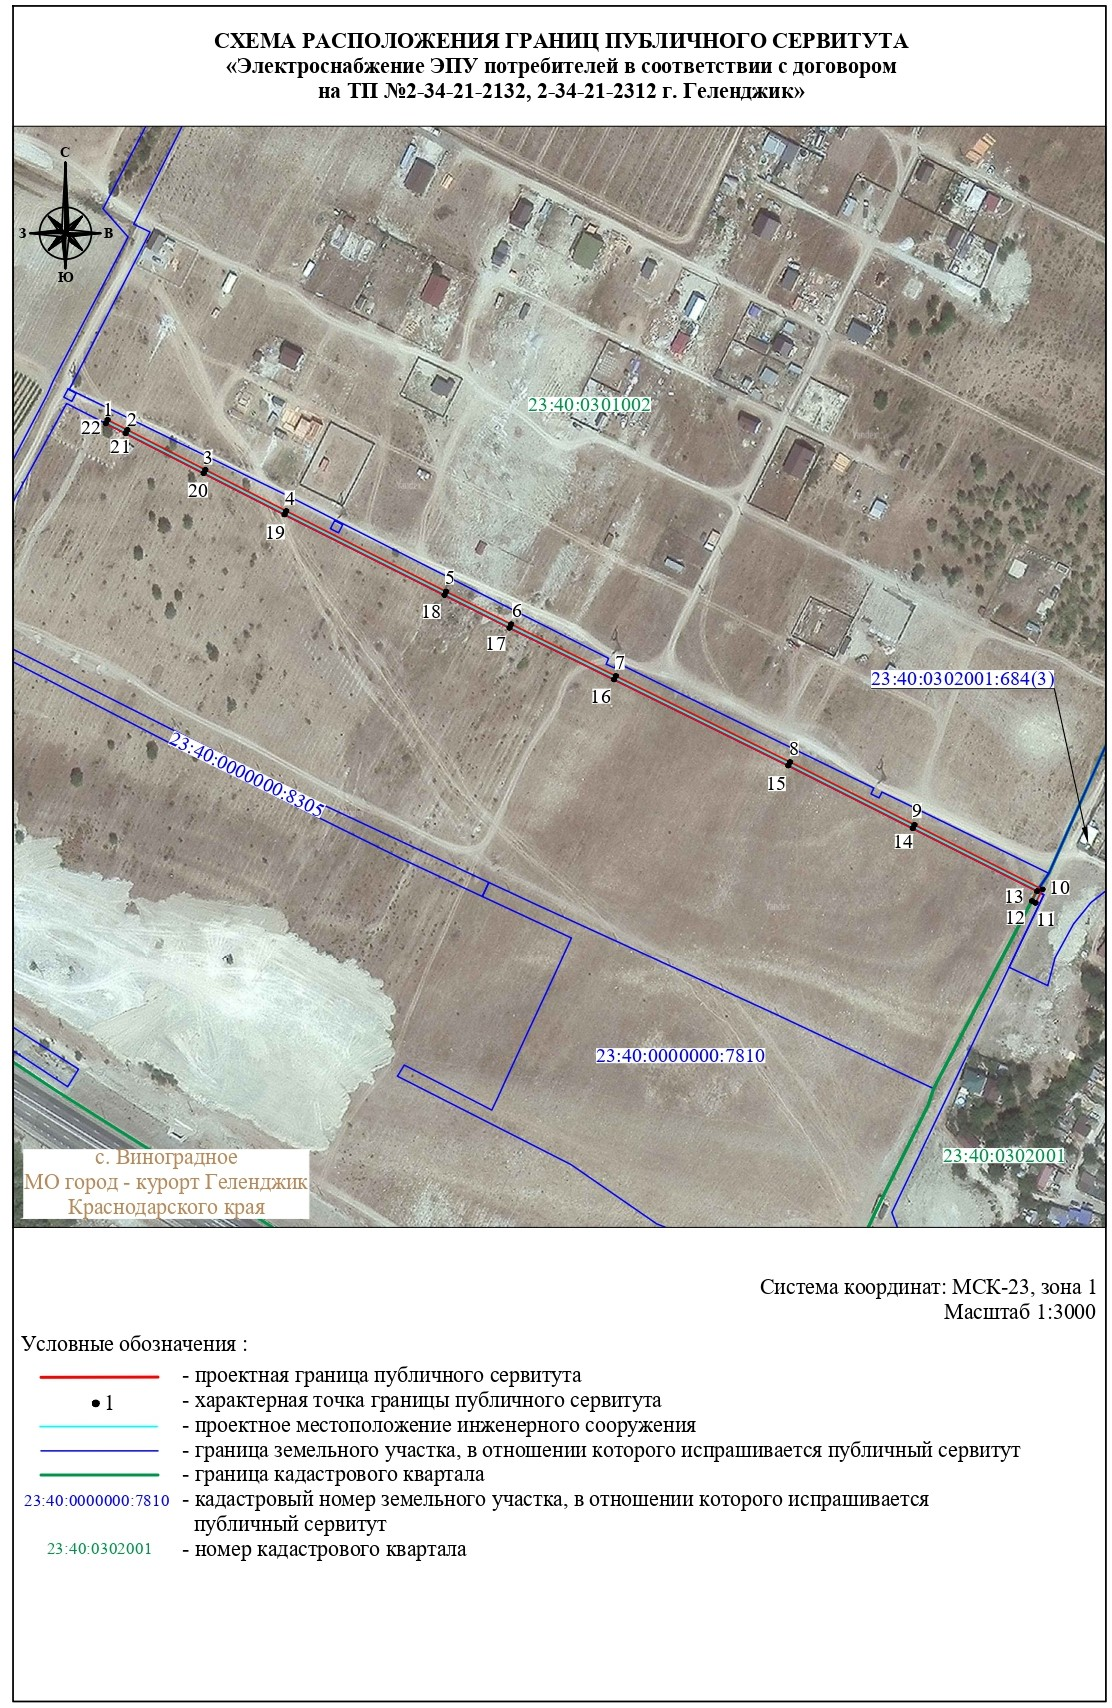 СХЕМА РАСПОЛОЖЕНИЯ ГРАНИЦ ПУБЛИЧНОГО СЕРВИТУТА
«Электроснабжение ЭПУ потребителей в соответствии с договором
на ТП №2-34-21-2132, 2-34-21-2312 г. Геленджик»
С
З
В
Ю
23:40:0301002
1
2
22
21
3
20
4
19
5
18
6
17
7
16
23:40:0302001:684(3)
8
15
23:40:0000000:8305
9
14
10
13
12
11
23:40:0000000:7810
23:40:0302001
с. Виноградное
МО город - курорт Геленджик
Краснодарского края
Система координат: МСК-23, зона 1
Масштаб 1:3000
Условные обозначения :
- проектная граница публичного сервитута
1 - характерная точка границы публичного сервитута
- проектное местоположение инженерного сооружения
- граница земельного участка, в отношении которого испрашивается публичный сервитут
- граница кадастрового квартала
23:40:0000000:7810 - кадастровый номер земельного участка, в отношении которого испрашивается
публичный сервитут
23:40:0302001 - номер кадастрового квартала